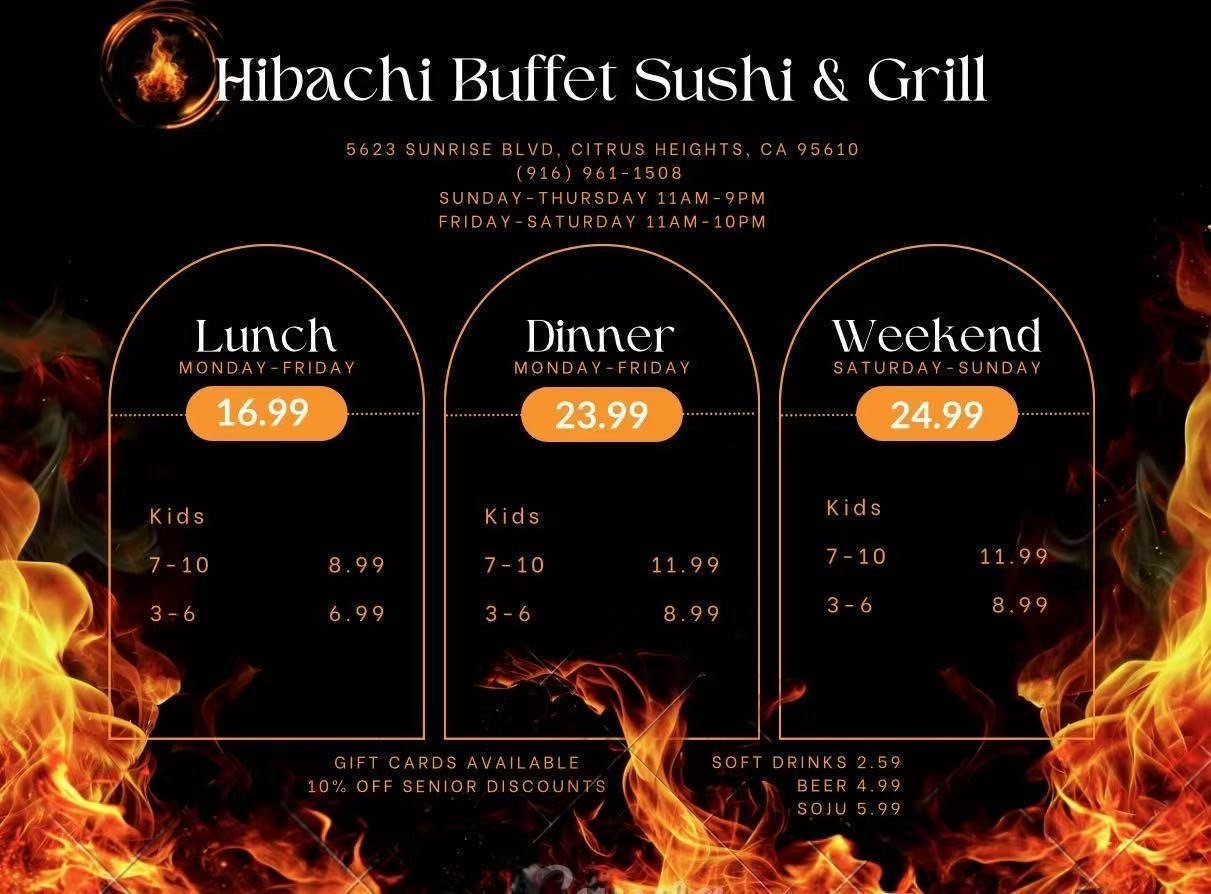 Hibachi Buffet Sushi & Grill
5623 SUNRISE BLVD, CITRUS HEIGHTS, CA 95610
(916) 961-1508
SUNDAY-THURSDAY 11AM-9PM
FRIDAY-SATURDAY 11AM-10PM
Lunch
MONDAY-FRIDAY
16.99
Kids
7-10 8.99
3-6 6.99
Dinner
MONDAY-FRIDAY
23.99
Kids
7-10 11.99
3-6 8.99
Weekend
SATURDAY-SUNDAY
24.99
Kids
7-10 11.99
3-6 8.99
GIFT CARDS AVAILABLE
10% OFF SENIOR DISCOUNTS
SOFT DRINKS 2.59
BEER 4.99
SOJU 5.99